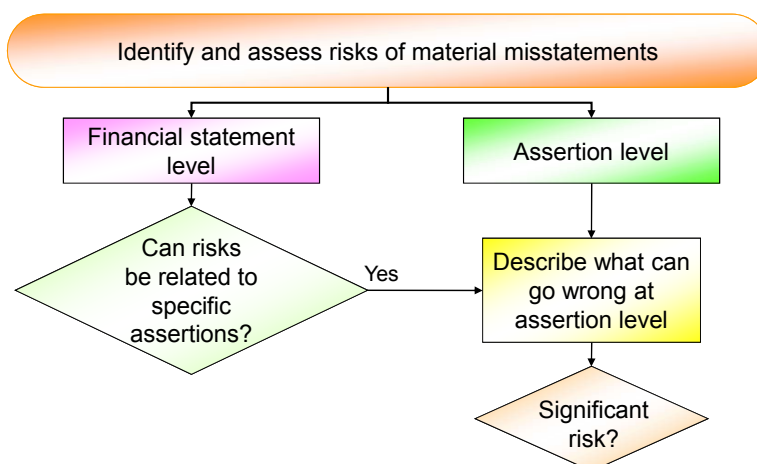 Identify and assess risks of material misstatements
Financial statement
level
Assertion level
Can risks
be related to
specific
assertions?
Yes
Describe what can
go wrong at
assertion level
Significant
risk?